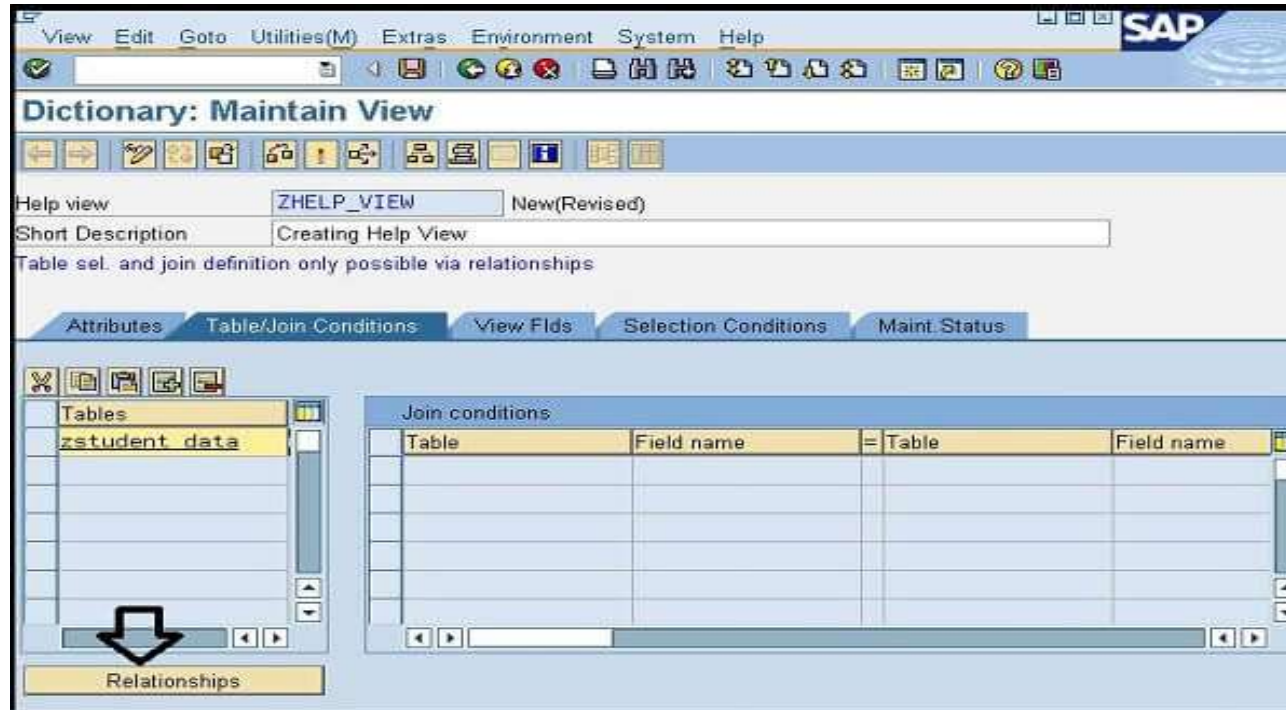 View Edit Goto Utilities(M) Extras Environment System Help
SAP
Dictionary: Maintain View
Help view ZHELP_VIEW New(Revised)
Short Description Creating Help View
Table sel. and join definition only possible via relationships
Attributes Table/Join Conditions View Flds Selection Conditions Maint.Status
Tables Join conditions
zstudent_data Table Field name = Table Field name
Relationships